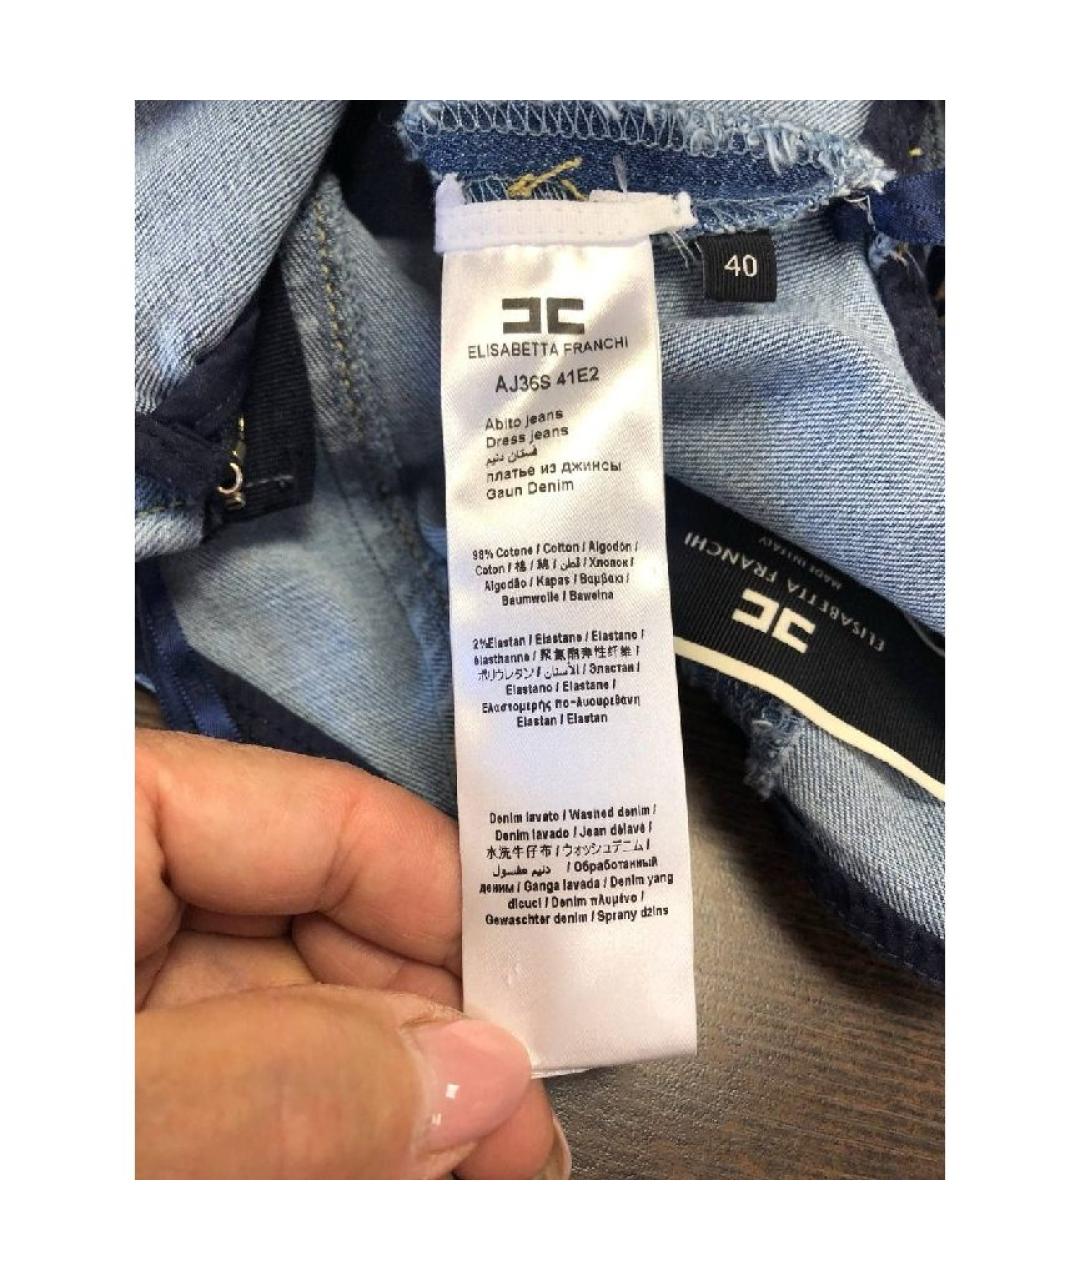 40
ELISABETTA FRANCHI
AJ36S 41E2
Abito jeans
Dress jeans
فستان دنيم
платье из джинсы
Gaun Denim
98% Cotone / Cotton / Algodón /
Coton / 棉 / 綿 / قطن / Хлопок /
Algodão / Kapas / Βαμβάκι /
Baumwolle / Bawełna
2%Elastan / Elastane / Elastano /
élasthanne / 聚氨酯弹性纤维 /
ポリウレタン / الأستان / Эластан /
Elastano / Elastane /
Ελαστομερής πο-λυουρεθάνη
Elastan / Elastan
Denim lavato / Washed denim /
Denim lavado / Jean délavé /
水洗牛仔布 / ウォッシュデニム /
دنيم مغسول / Обработанный
деним / Ganga lavada / Denim yang
dicuci / Denim πλυμένο /
Gewaschter denim / Sprany dżins
ELISABETTA FRANCHI
MADE IN ITALY